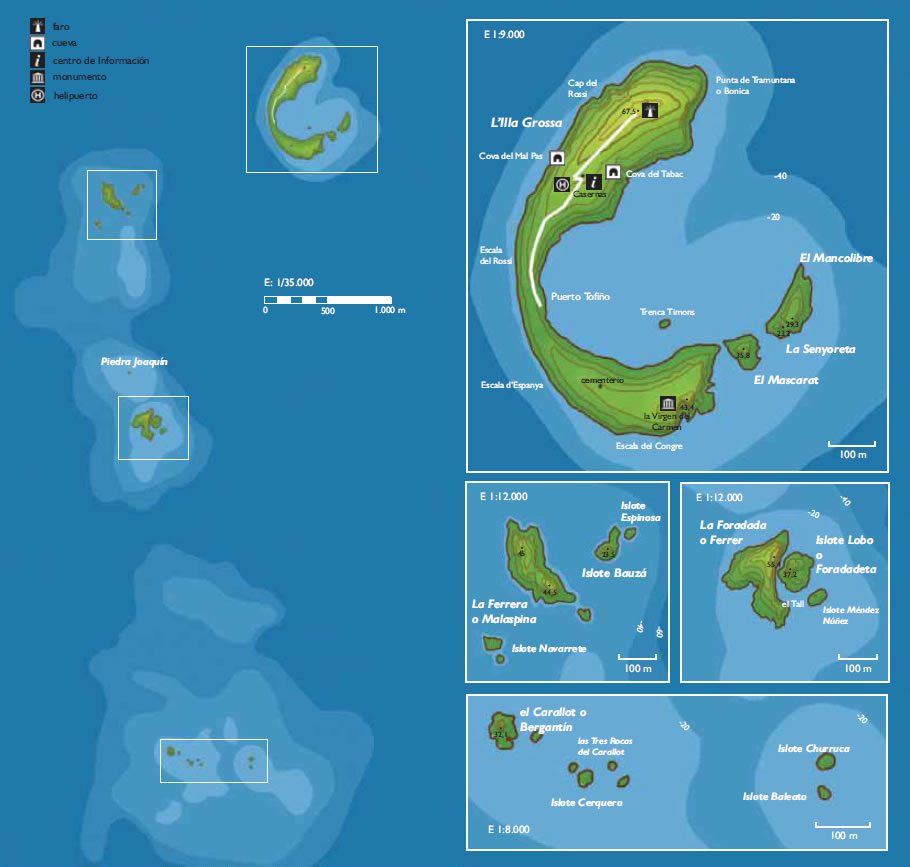 faro
cueva
centro de Información
monumento
helipuerto
E: 1/35.000
0 500 1.000 m
Piedra Joaquín
E 1:9.000
Cap del
Rossi
Punta de Tramuntana
o Bonica
67,5
L'Illa Grossa
Cova del Mal Pas
Cova del Tabac
Casernas
-40
-20
Escala
del Rossi
El Mancolibre
Puerto Tofiño
Trenca Timons
29,3
23,2
La Senyoreta
35,8
El Mascarat
Escala d'Espanya
cementerio
la Virgen del
Carmen
Escala del Congre
100 m
E 1:12.000
Islote
Espinosa
Islote Bauzá
44,5
La Ferrera
o Malaspina
Islote Navarrete
-40
-60
100 m
E 1:12.000
-40
-20
La Foradada
o Ferrer
Islote Lobo
o
Foradadeta
55,4
37,2
el Tall
Islote Méndez
Núñez
100 m
el Carallot o
Bergantín
32,1
las Tres Rocas
del Carallot
Islote Cerquero
-20
-20
Islote Churruca
Islote Baleato
E 1:8.000
100 m